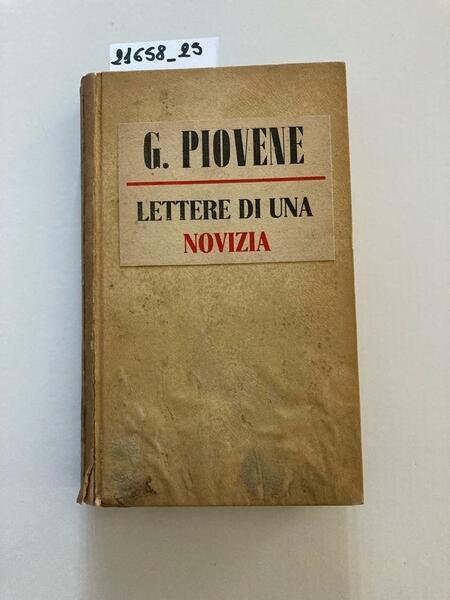 21658_25
G. PIOVENE
LETTERE DI UNA
NOVIZIA